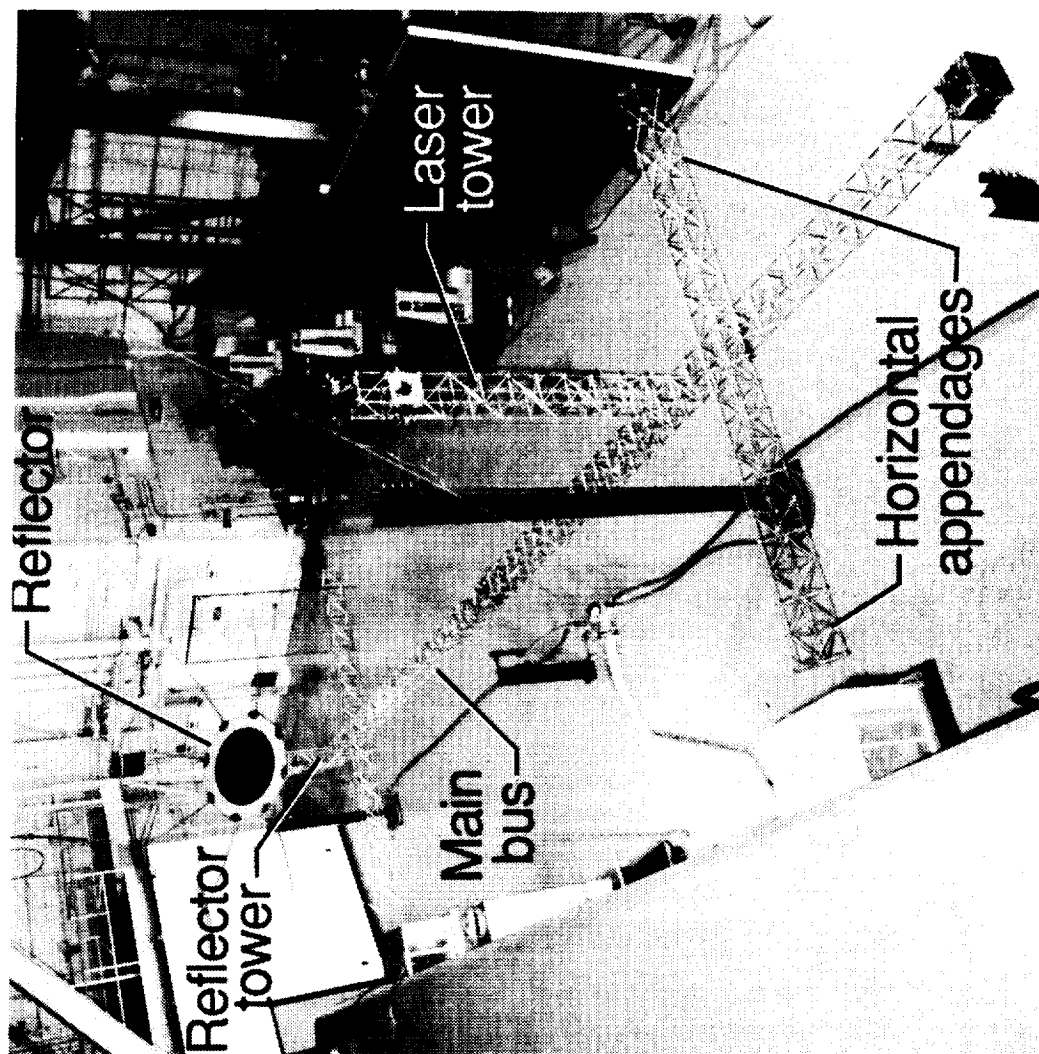 Reflector
Laser
tower
Reflector
tower
Main
bus
Horizontal
appendages